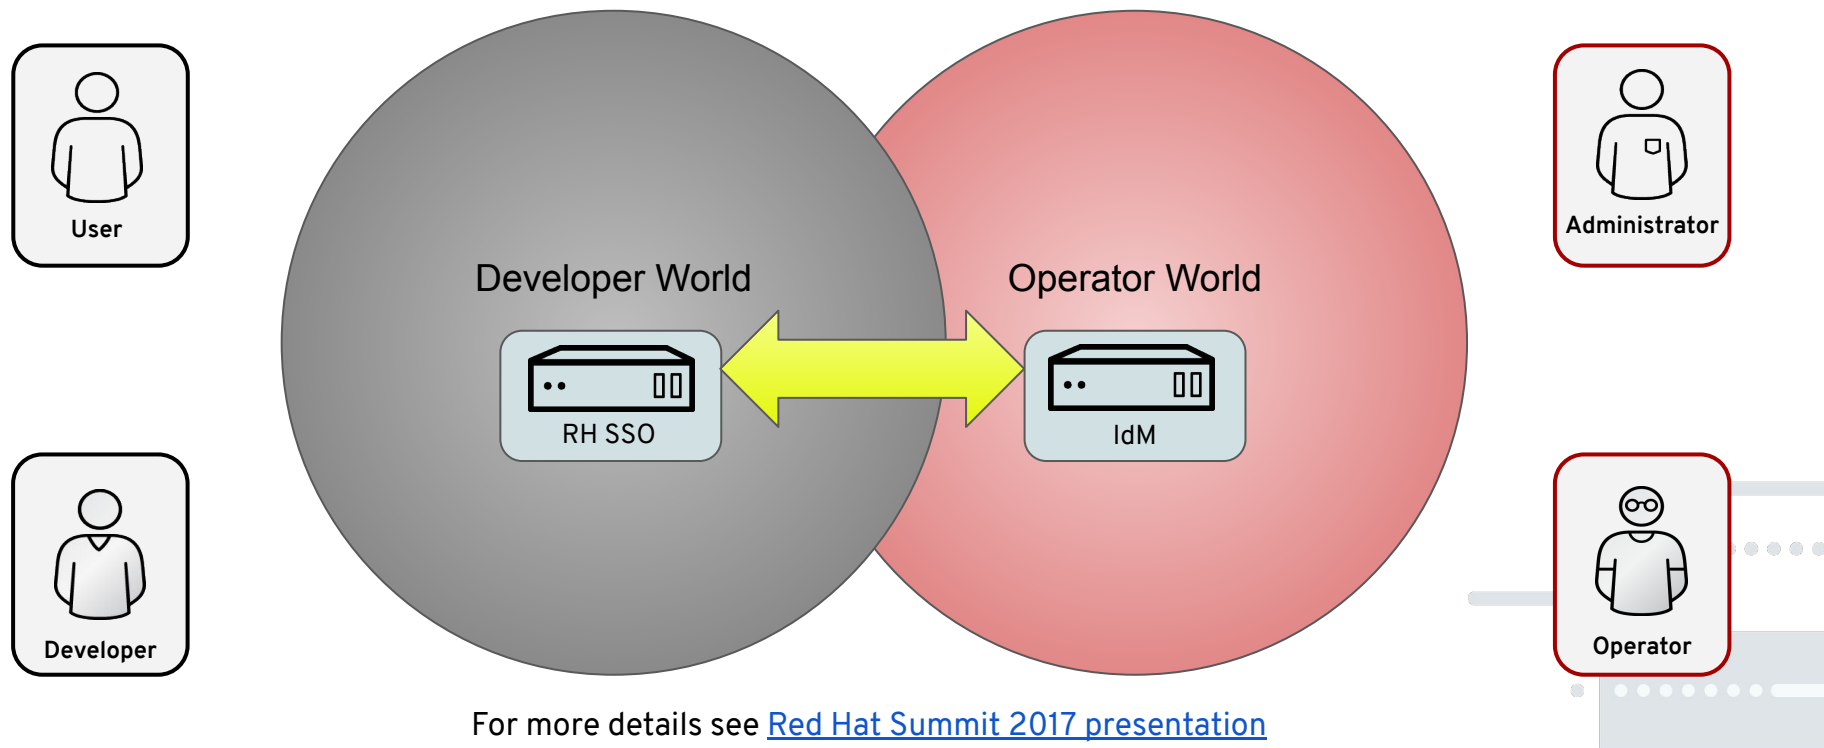 User
Administrator
Developer World
Operator World
RH SSO
IdM
Developer
Operator
For more details see Red Hat Summit 2017 presentation